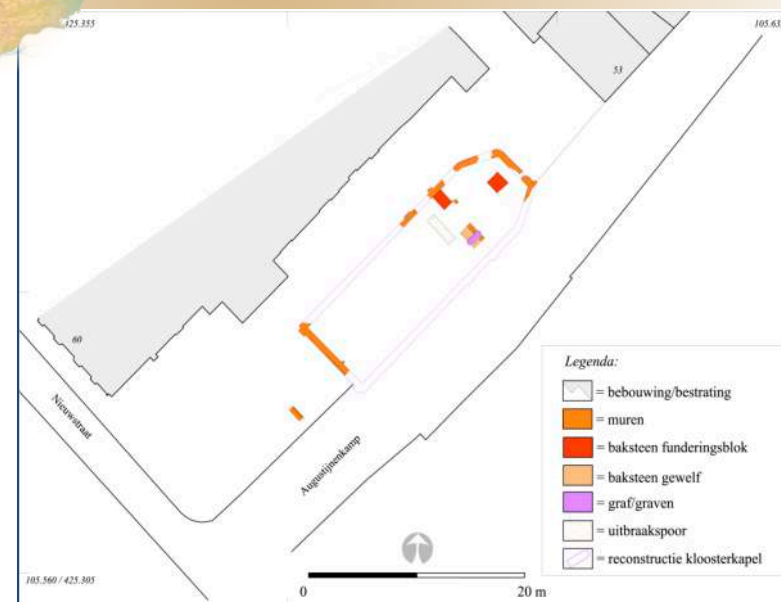 425.355
105.63
53
60
Nieuwstraat
Augustijnenkamp
Legenda:
= bebouwing/bestrating
= muren
= baksteen funderingsblok
= baksteen gewelf
= graf/graven
= uitbraakspoor
= reconstructie kloosterkapel
105.560 / 425.305
0
20 m